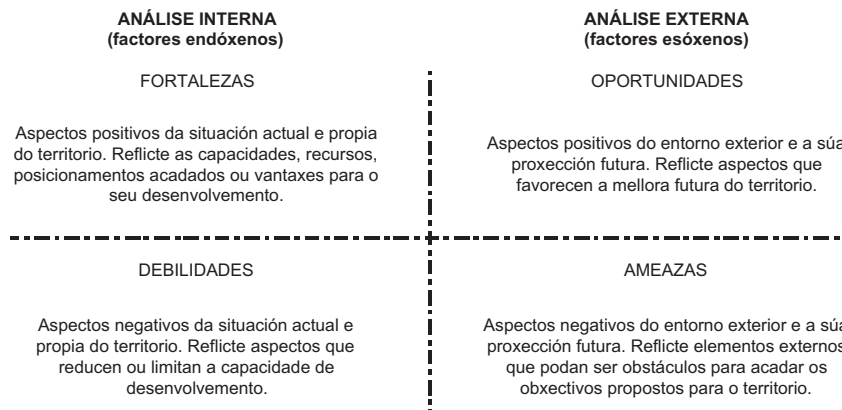 ANÁLISE INTERNA
(factores endóxenos)
ANÁLISE EXTERNA
(factores esóxenos)
FORTALEZAS
Aspectos positivos da situación actual e propia
do territorio. Reflicte as capacidades, recursos,
posicionamentos acadados ou vantaxes para o
seu desenvolvemento.
OPORTUNIDADES
Aspectos positivos do entorno exterior e a súa
proxección futura. Reflicte aspectos que
favorecen a mellora futura do territorio.
DEBILIDADES
Aspectos negativos da situación actual e
propia do territorio. Reflicte aspectos que
reducen ou limitan a capacidade de
desenvolvemento.
AMEAZAS
Aspectos negativos do entorno exterior e a súa
proxección futura. Reflicte elementos externos
que podan ser obstáculos para acadar os
obxectivos propostos para o territorio.